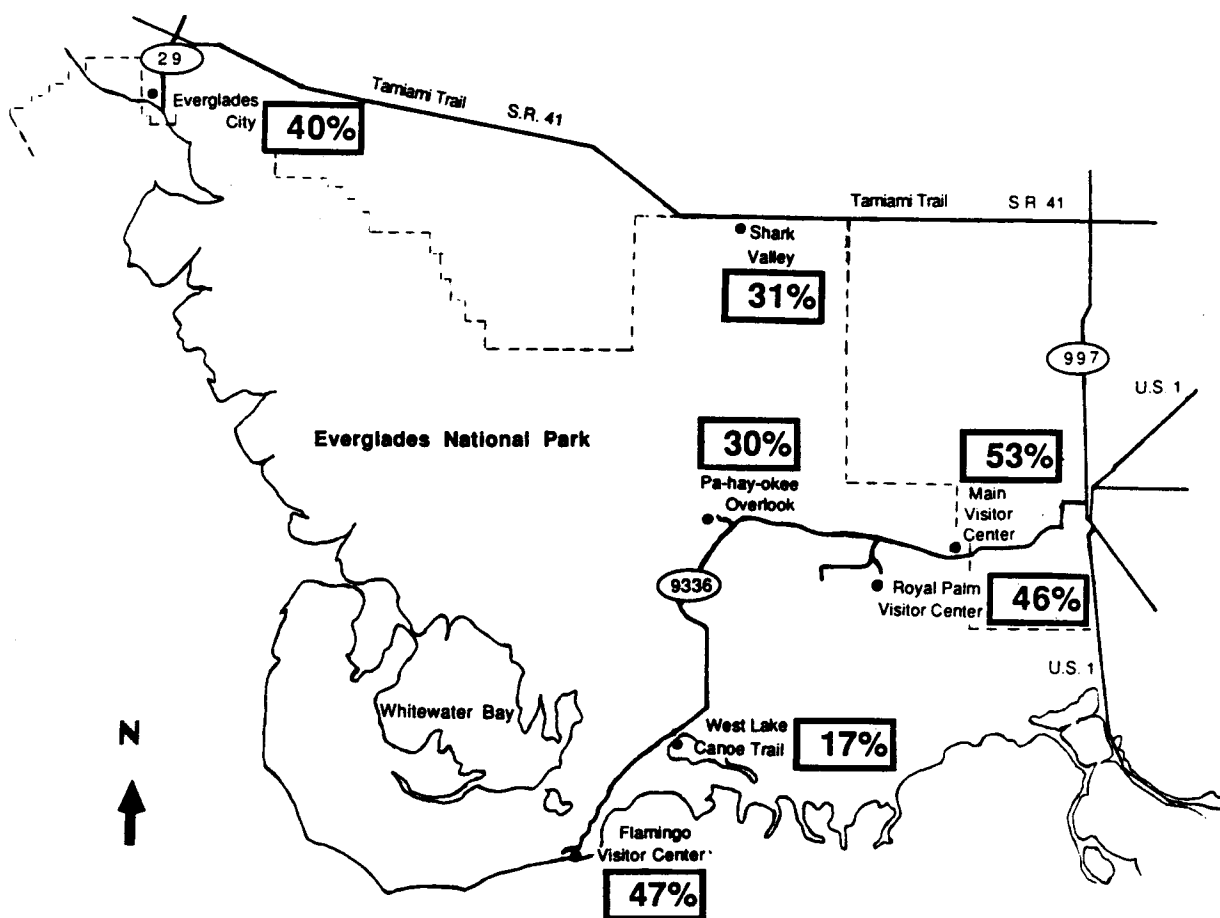 29
Everglades
City
40%
Tamiami Trail
S.R. 41
Tamiami Trail
S R 41
Shark
Valley
31%
997
U.S. 1
Everglades National Park
30%
Pa-hay-okee
Overlook
53%
Main
Visitor
Center
9336
Royal Palm
Visitor Center
46%
U.S. 1
Whitewater Bay
N
West Lake
Canoe Trail
17%
Flamingo
Visitor Center
47%